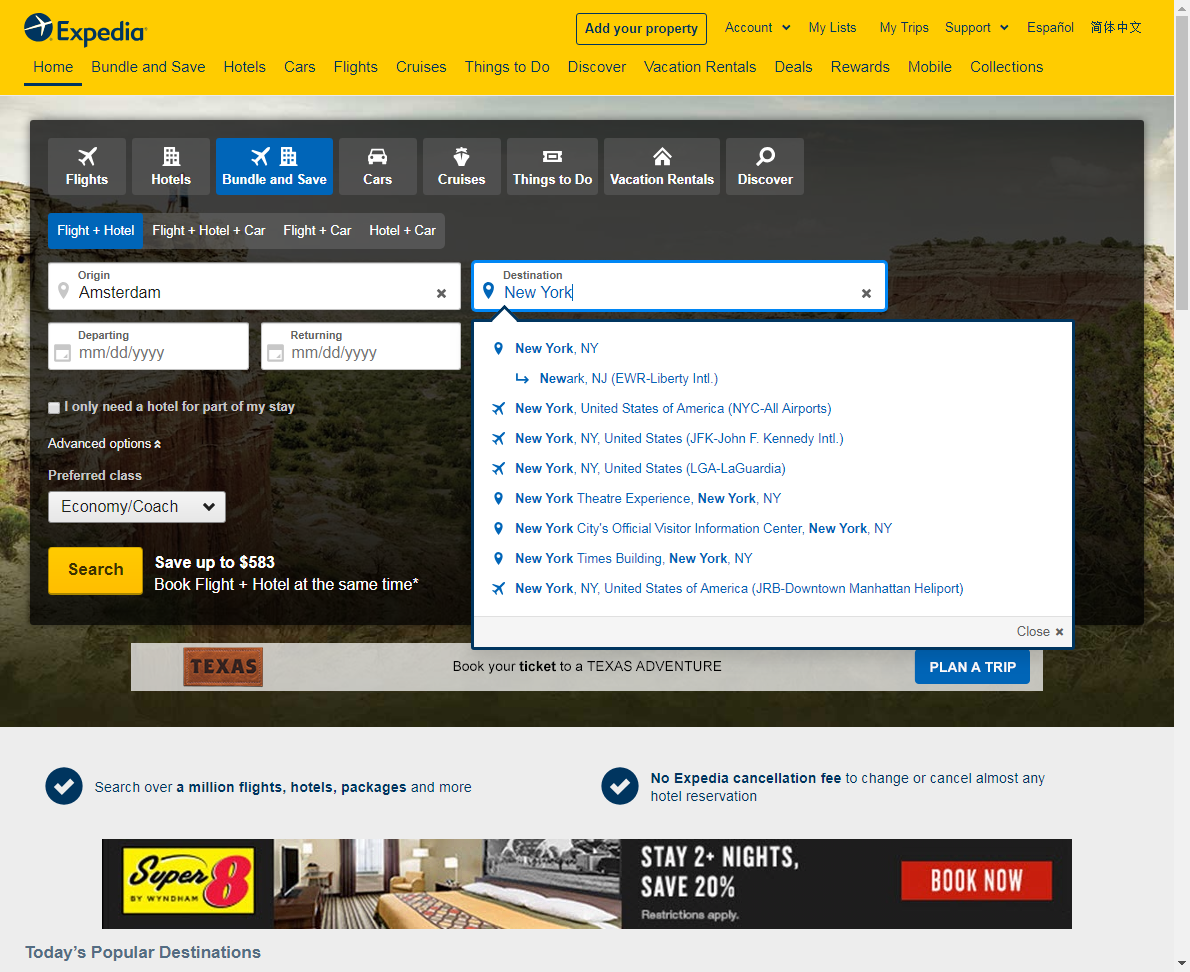 Expedia
Add your property
Account
My Lists
My Trips
Support
Español
简体中文
Home
Bundle and Save
Hotels
Cars
Flights
Cruises
Things to Do
Discover
Vacation Rentals
Deals
Rewards
Mobile
Collections
Flights
Hotels
Bundle and Save
Cars
Cruises
Things to Do
Vacation Rentals
Discover
Flight + Hotel
Flight + Hotel + Car
Flight + Car
Hotel + Car
Origin
Amsterdam
Destination
New York
Departing
mm/dd/yyyy
Returning
mm/dd/yyyy
New York, NY
Newark, NJ (EWR-Liberty Intl.)
New York, United States of America (NYC-All Airports)
New York, NY, United States (JFK-John F. Kennedy Intl.)
New York, NY, United States (LGA-LaGuardia)
New York Theatre Experience, New York, NY
New York City's Official Visitor Information Center, New York, NY
New York Times Building, New York, NY
New York, NY, United States of America (JRB-Downtown Manhattan Heliport)
Close
I only need a hotel for part of my stay
Advanced options
Preferred class
Economy/Coach
Search
Save up to $583
Book Flight + Hotel at the same time*
TEXAS
Book your ticket to a TEXAS ADVENTURE
PLAN A TRIP
Search over a million flights, hotels, packages and more
No Expedia cancellation fee to change or cancel almost any
hotel reservation
Super 8
BY WYNDHAM
STAY 2+ NIGHTS,
SAVE 20%
Restrictions apply.
BOOK NOW
Today's Popular Destinations